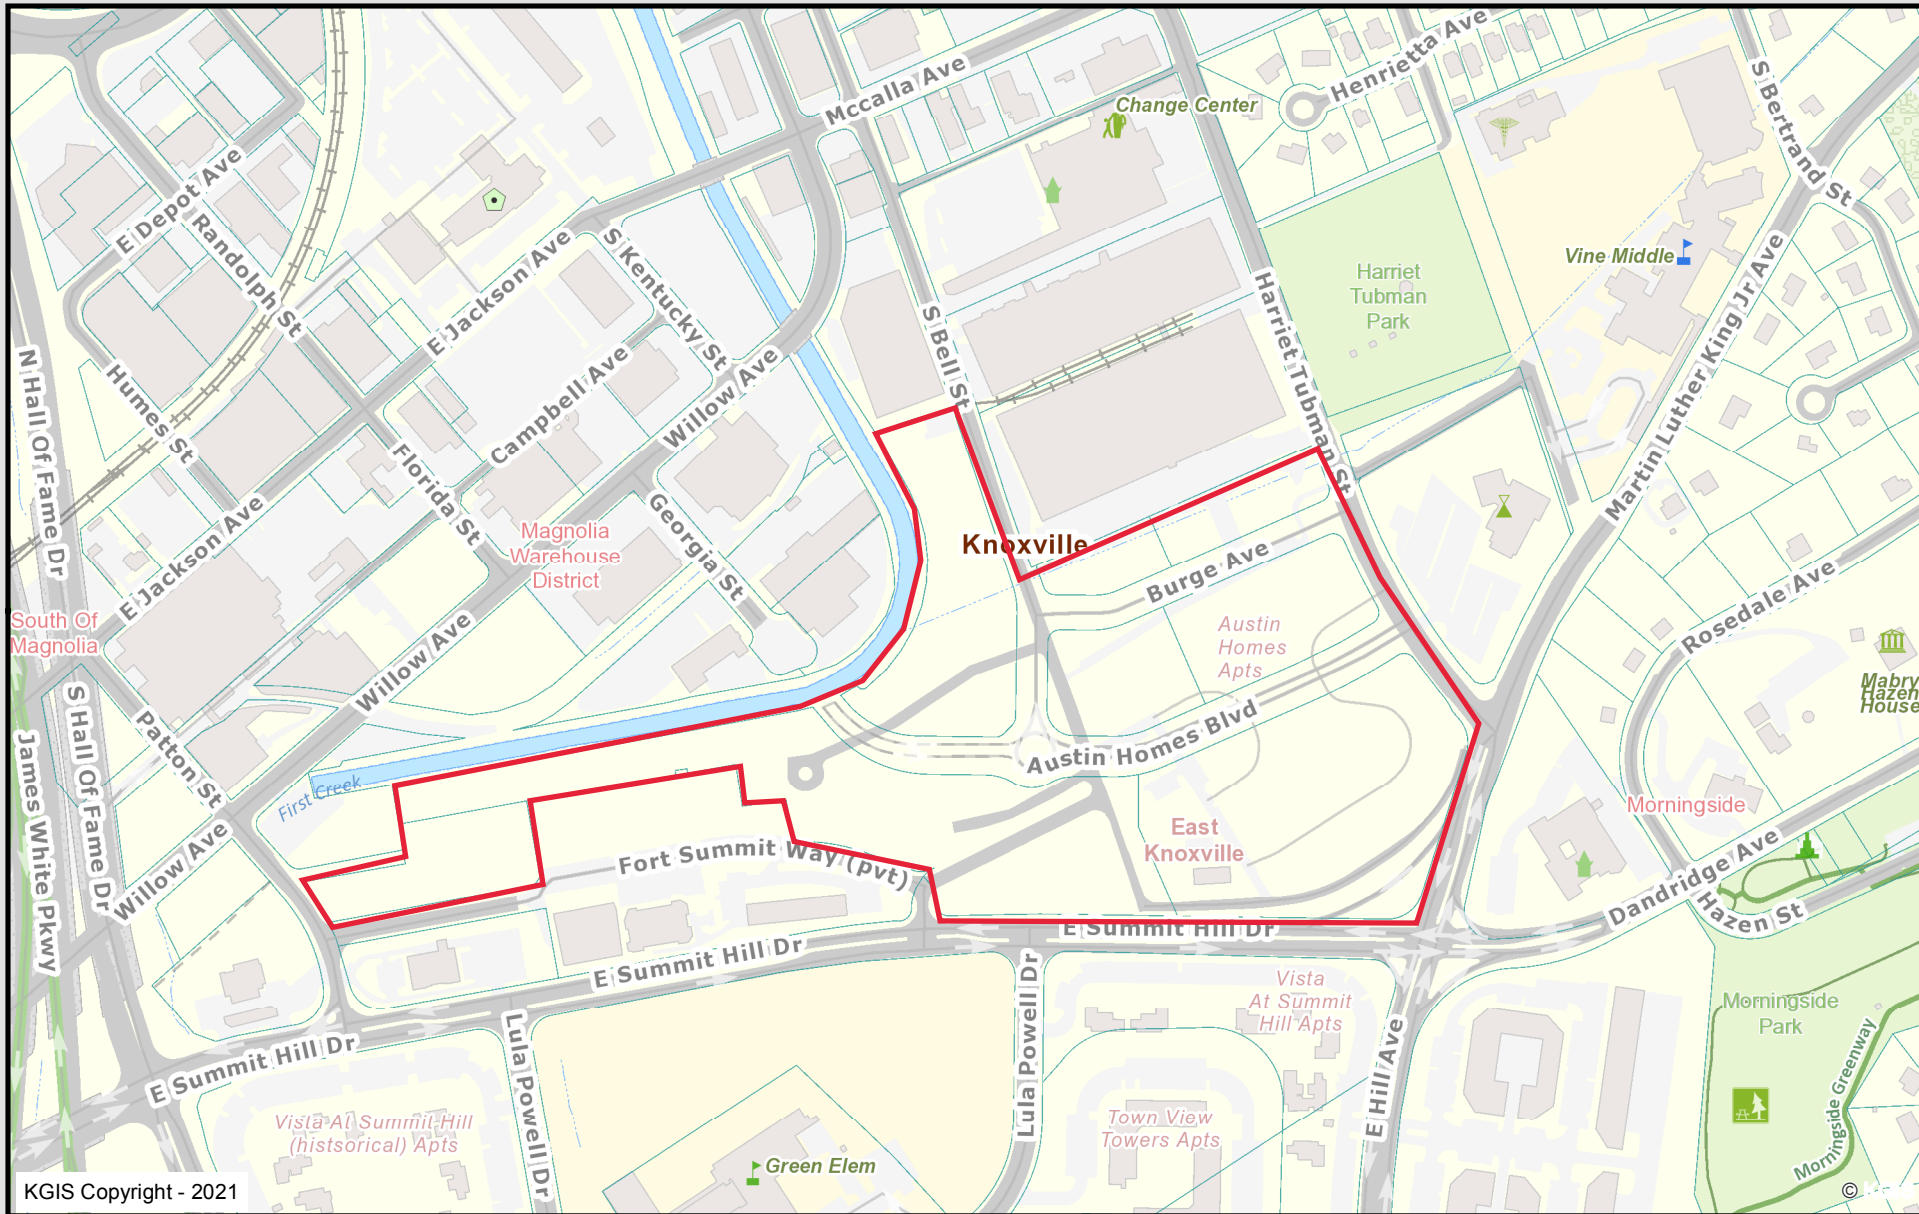 Henrietta Ave
S Bertrand St
Mccalla Ave
Change Center
E Depot Ave
Randolph St
S Kentucky St
E Jackson Ave
Vine Middle
Harriet
Tubman
Park
Martin Luther King Jr Ave
Harriet Tubman St
S Bell St
N Hall Of Fame Dr
Humes St
Campbell Ave
Willow Ave
Florida St
Georgia St
Magnolia
Warehouse
District
Knoxville
E Jackson Ave
Burge Ave
South Of
Magnolia
Austin
Homes
Apts
Rosedale Ave
Mabry
Hazen
House
Willow Ave
S Hall Of Fame Dr
Patton St
James White Pkwy
Austin Homes Blvd
First Creek
Morningside
East
Knoxville
Willow Ave
Fort Summit Way (pvt)
Dandridge Ave
Hazen St
E Summit Hill Dr
E Summit Hill Dr
Vista
At Summit
Hill Apts
Morningside
Park
Lula Powell Dr
Lula Powell Dr
E Hill Ave
Morningside Greenway
E Summit Hill Dr
Vista At Summit Hill
(histsorical) Apts
Town View
Towers Apts
Green Elem
KGIS Copyright - 2021
©